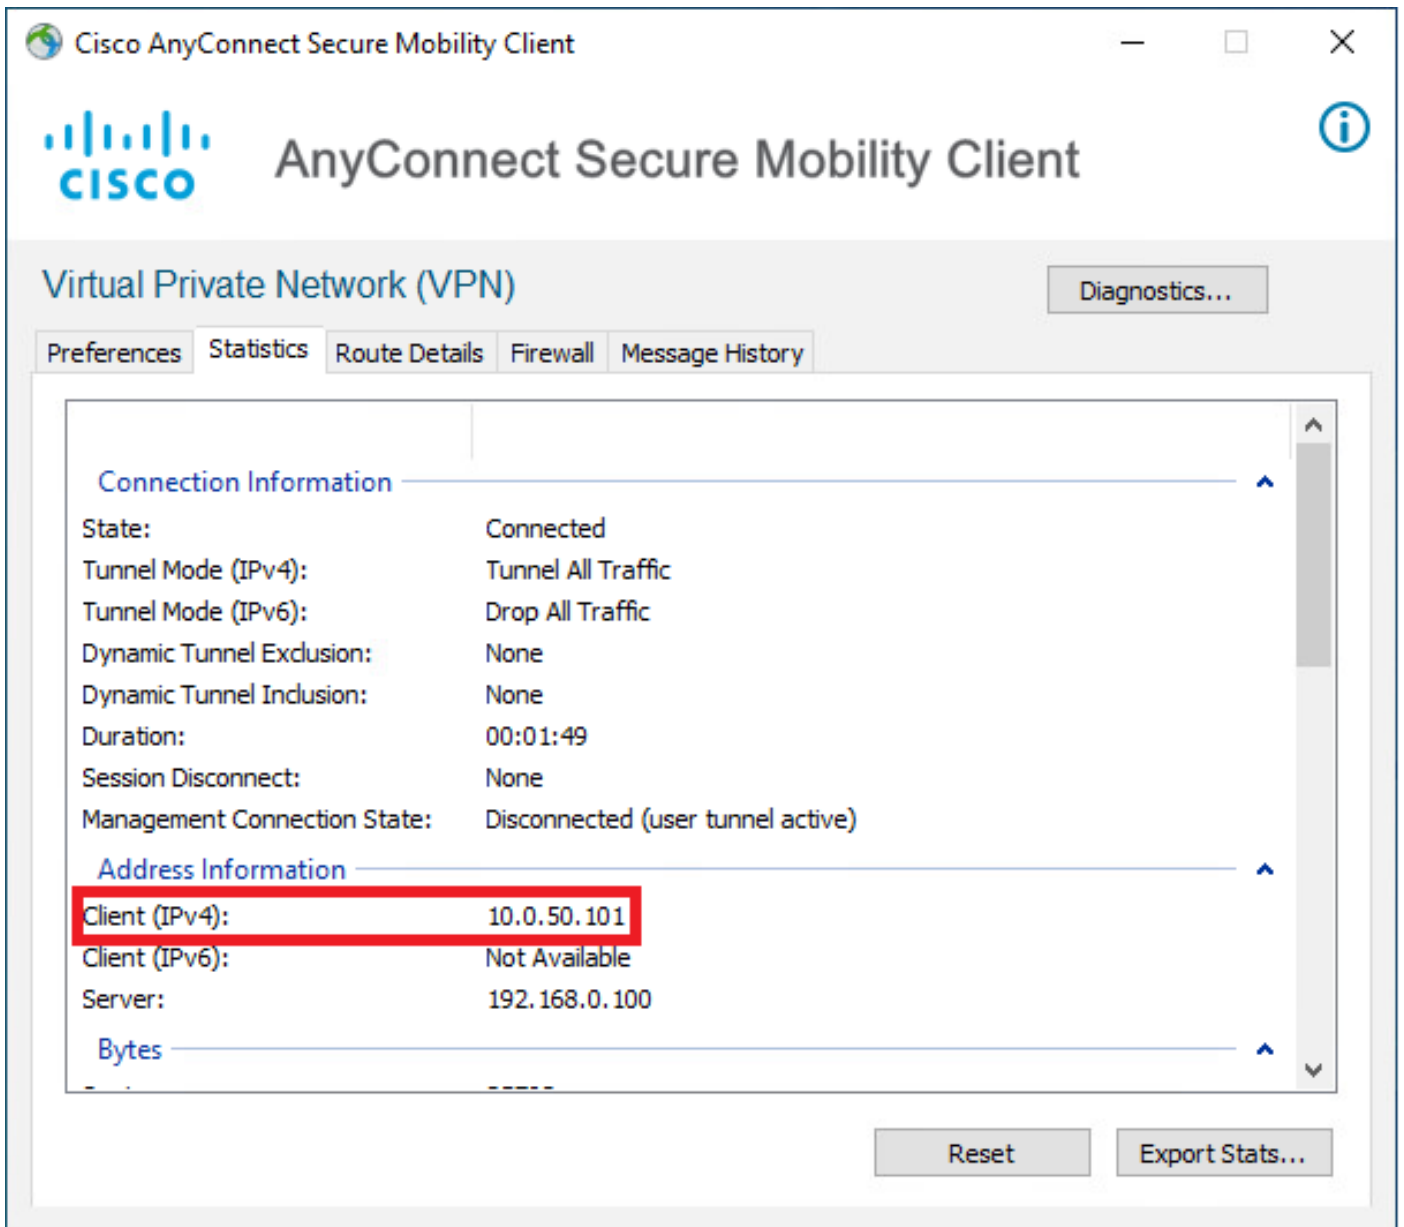 Cisco AnyConnect Secure Mobility Client
CISCO
AnyConnect Secure Mobility Client
Virtual Private Network (VPN)
Diagnostics...
Preferences Statistics Route Details Firewall Message History
Connection Information
State: Connected
Tunnel Mode (IPv4): Tunnel All Traffic
Tunnel Mode (IPv6): Drop All Traffic
Dynamic Tunnel Exclusion: None
Dynamic Tunnel Inclusion: None
Duration: 00:01:49
Session Disconnect: None
Management Connection State: Disconnected (user tunnel active)
Address Information
Client (IPv4): 10.0.50.101
Client (IPv6): Not Available
Server: 192.168.0.100
Bytes
Reset Export Stats...